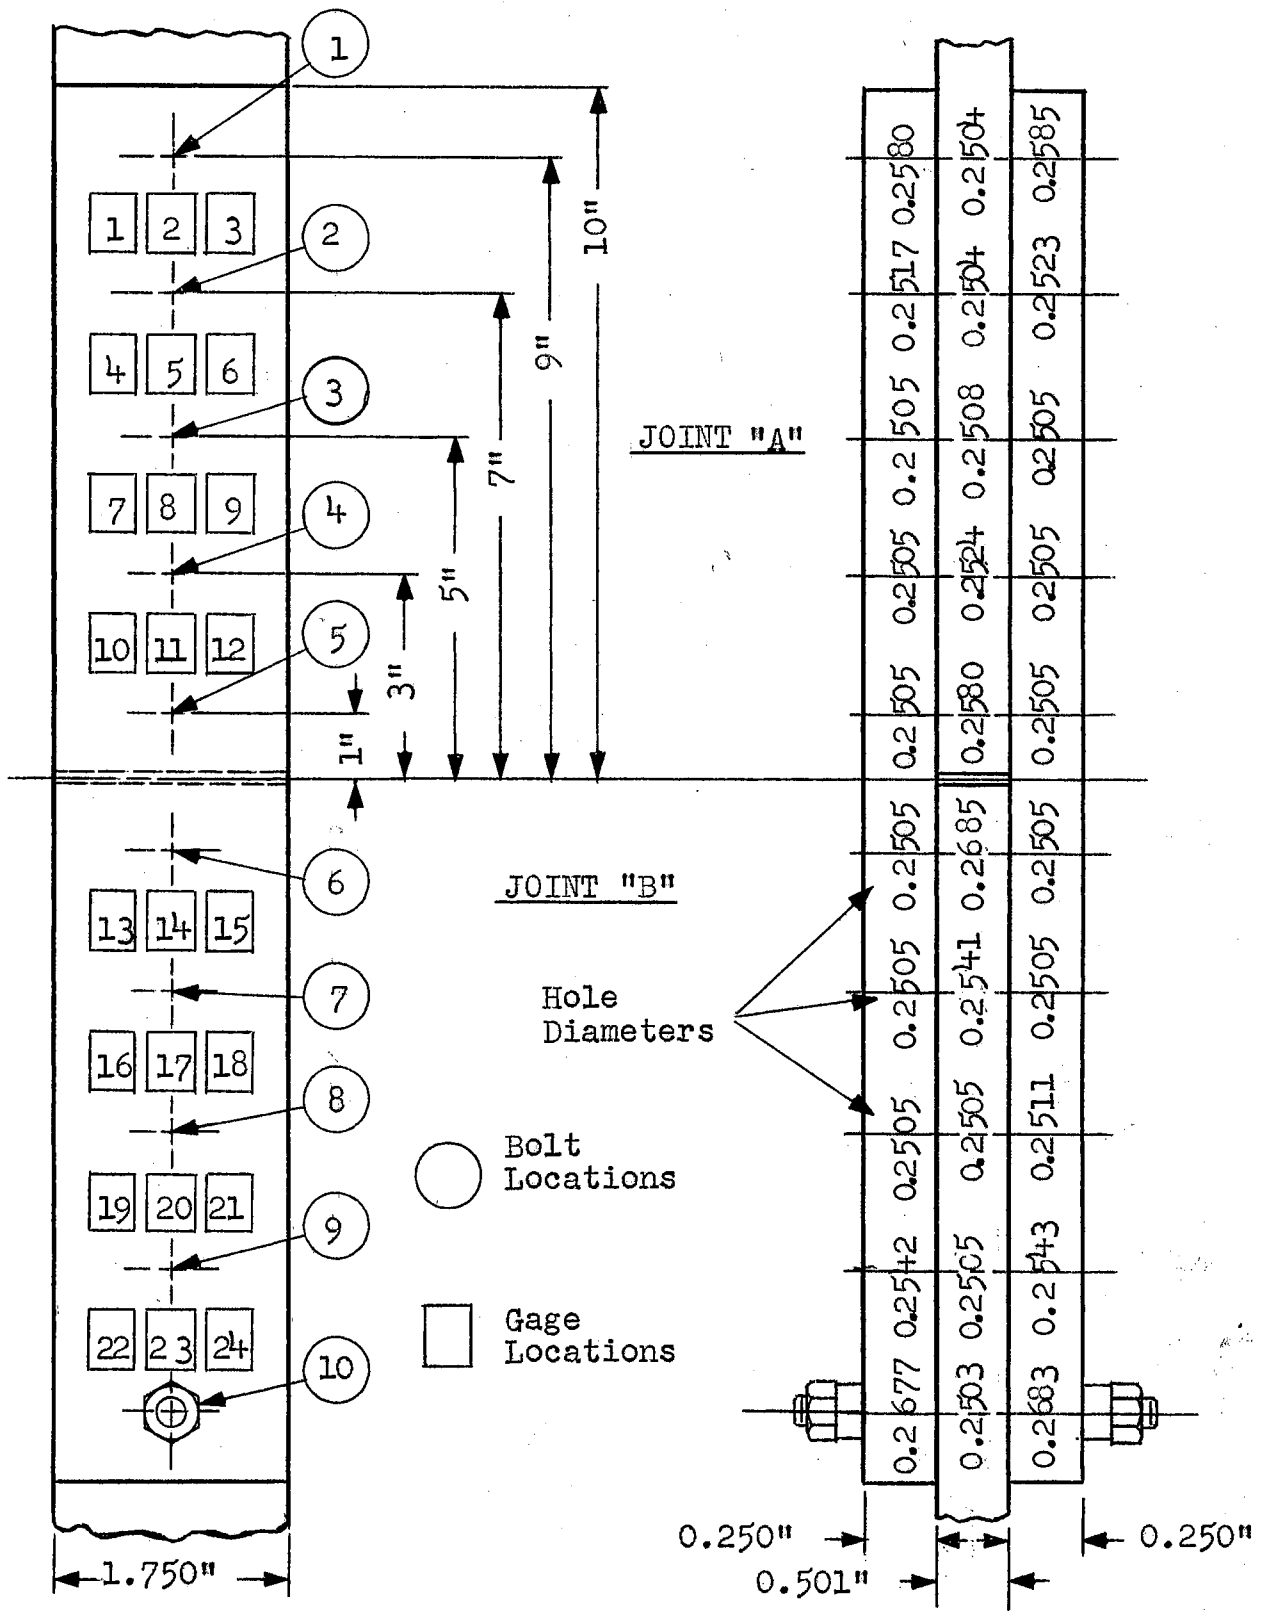 1
1 2 3
2
4 5 6
3
7 8 9
4
10 11 12
5
1"
3"
5"
7"
9"
10"
JOINT "A"
6
13 14 15
7
16 17 18
8
19 20 21
9
22 23 24
10
1.750"
JOINT "B"
Hole
Diameters
Bolt
Locations
Gage
Locations
0.2580 0.2504 0.2585
0.2517 0.2504 0.2523
0.2505 0.2508 0.2505
0.2505 0.2524 0.2505
0.2505 0.2580 0.2505
0.2505 0.2685 0.2505
0.2505 0.2541 0.2505
0.2505 0.2505 0.2511
0.2542 0.2505 0.2543
0.2677 0.2503 0.2683
0.250" 0.250"
0.501"